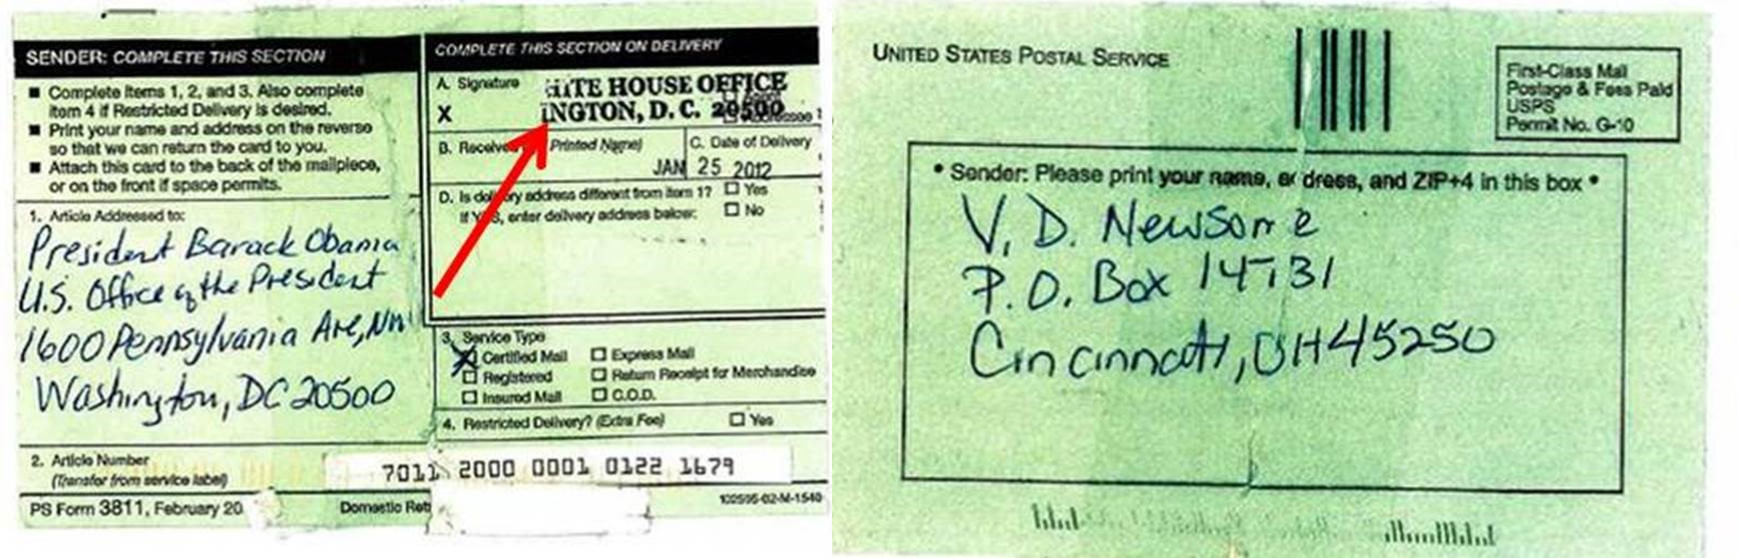 SENDER: COMPLETE THIS SECTION
■ Complete items 1, 2, and 3. Also complete
item 4 if Restricted Delivery is desired.
■ Print your name and address on the reverse
so that we can return the card to you.
■ Attach this card to the back of the mailpiece,
or on the front if space permits.
1. Article Addressed to:
President Barack Obama
U.S. Office of the President
1600 Pennsylvania Ave, NW
Washington, DC 20500
2. Article Number
(Transfer from service label)
7011 2000 0001 0122 1679
PS Form 3811, February 20
Domestic Ret
102595-02-M-1540
COMPLETE THIS SECTION ON DELIVERY
A. Signature
X
HITE HOUSE OFFICE
INGTON, D. C. 20500
B. Received Printed Name)
C. Date of Delivery
JAN 25 2012
D. Is delivery address different from item 1? Yes
If YES, enter delivery address below: No
3. Service Type
Certified Mail Express Mail
Registered Return Receipt for Merchandise
Insured Mail C.O.D.
4. Restricted Delivery? (Extra Fee) Yes
UNITED STATES POSTAL SERVICE
First-Class Mail
Postage & Fees Paid
USPS
Permit No. G-10
• Sender: Please print your name, address, and ZIP+4 in this box •
V. D. Newsome
P.O. Box 14731
Cincinnati, OH 45250